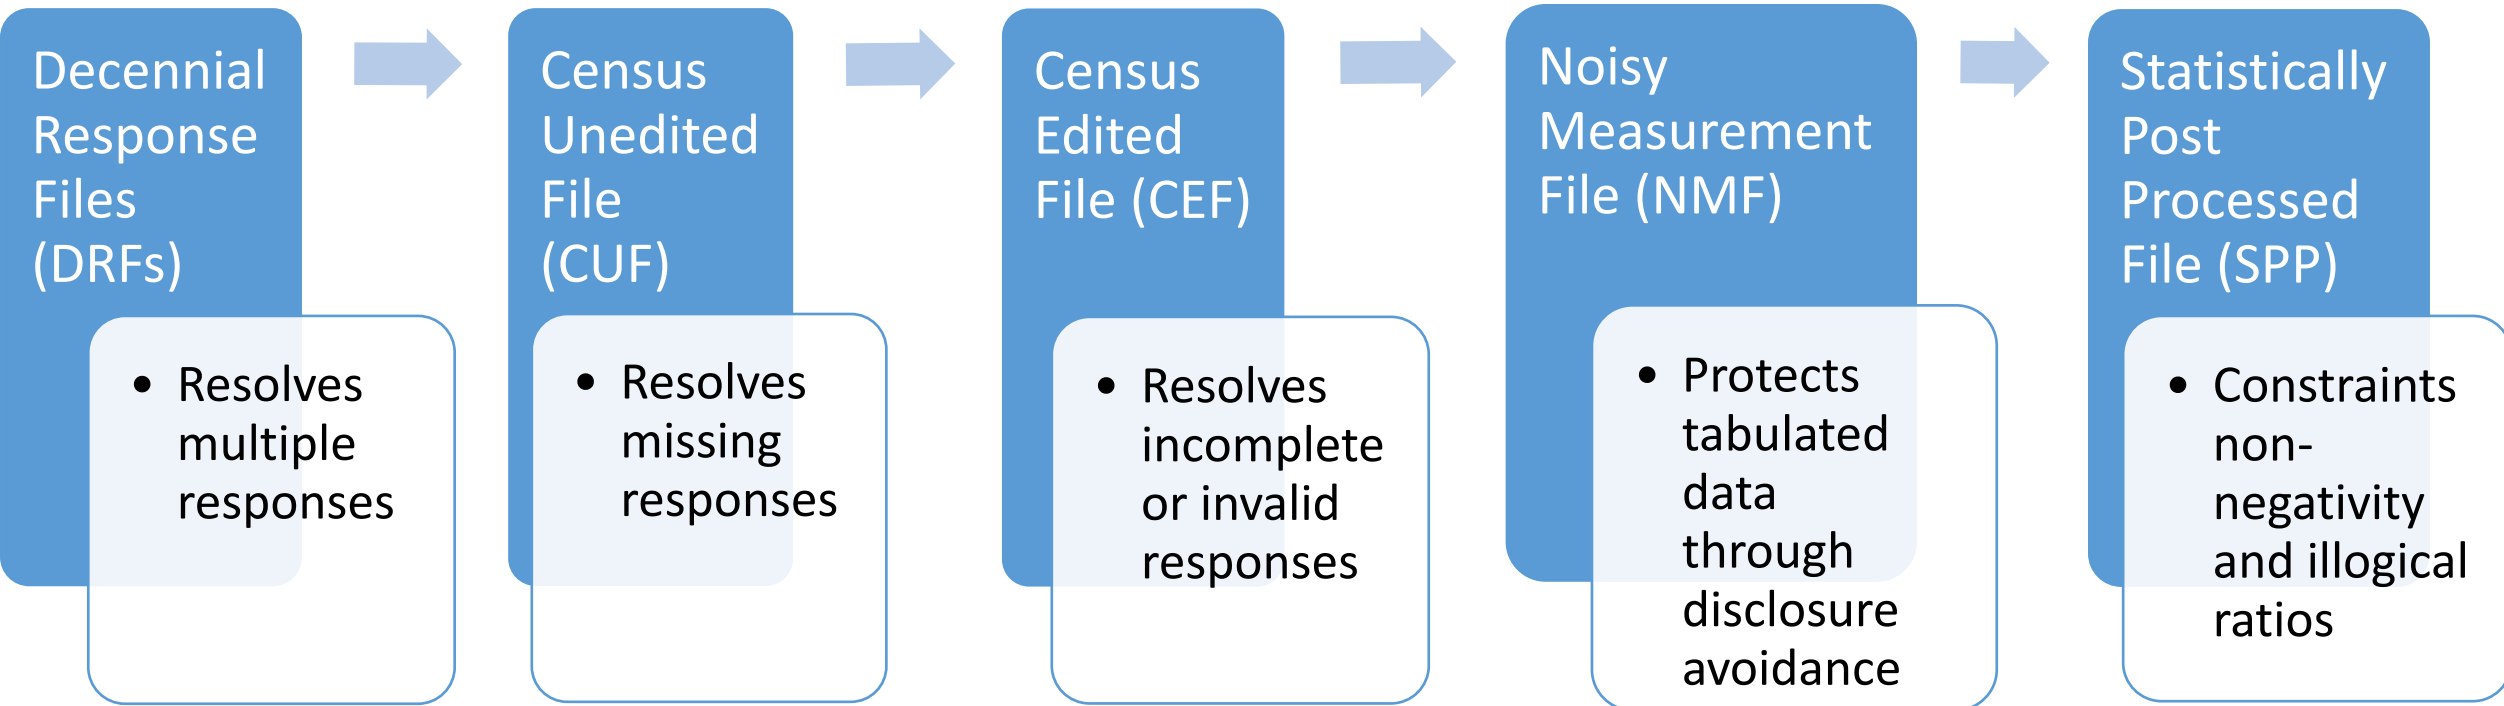 Decennial
Response
Files
(DRFs)
• Resolves
multiple
responses
Census
Unedited
File
(CUF)
• Resolves
missing
responses
Census
Edited
File (CEF)
• Resolves
incomplete
or invalid
responses
Noisy
Measurement
File (NMF)
• Protects
tabulated
data
through
disclosure
avoidance
Statistically
Post
Processed
File (SPP)
• Constraints
non-
negativity
and illogical
ratios